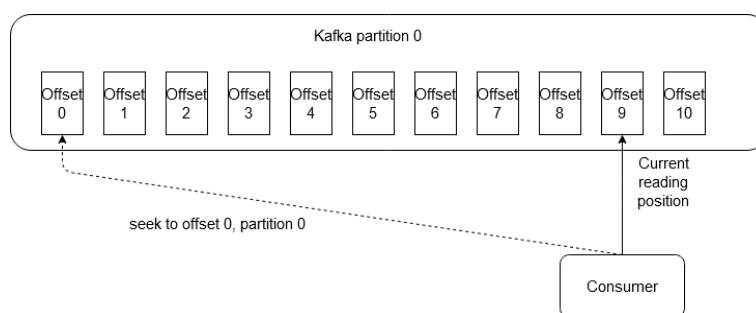 Kafka partition 0
Offset Offset Offset Offset Offset Offset Offset Offset Offset Offset Offset
0 1 2 3 4 5 6 7 8 9 10
Current
reading
position
seek to offset 0, partition 0
Consumer